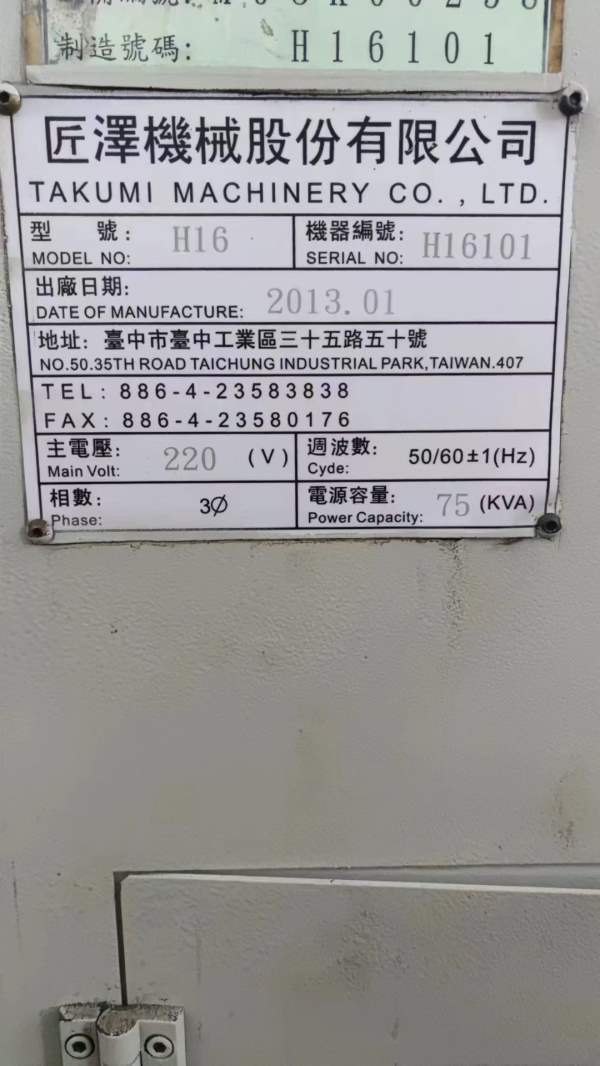 制造號碼: H16101
匠澤機械股份有限公司
TAKUMI MACHINERY CO., LTD.
型 號: H16 機器編號: H16101
MODEL NO: SERIAL NO:
出廠日期:
DATE OF MANUFACTURE: 2013.01
地址: 臺中市臺中工業區三十五路五十號
NO.50.35TH ROAD TAICHUNG INDUSTRIAL PARK,TAIWAN.407
TEL: 886-4-23583838
FAX: 886-4-23580176
主電壓: 220 (V) 週波數: 50/60±1(Hz)
Main Volt: Cyde:
相數: 3Ø 電源容量: 75 (KVA)
Phase: Power Capacity: